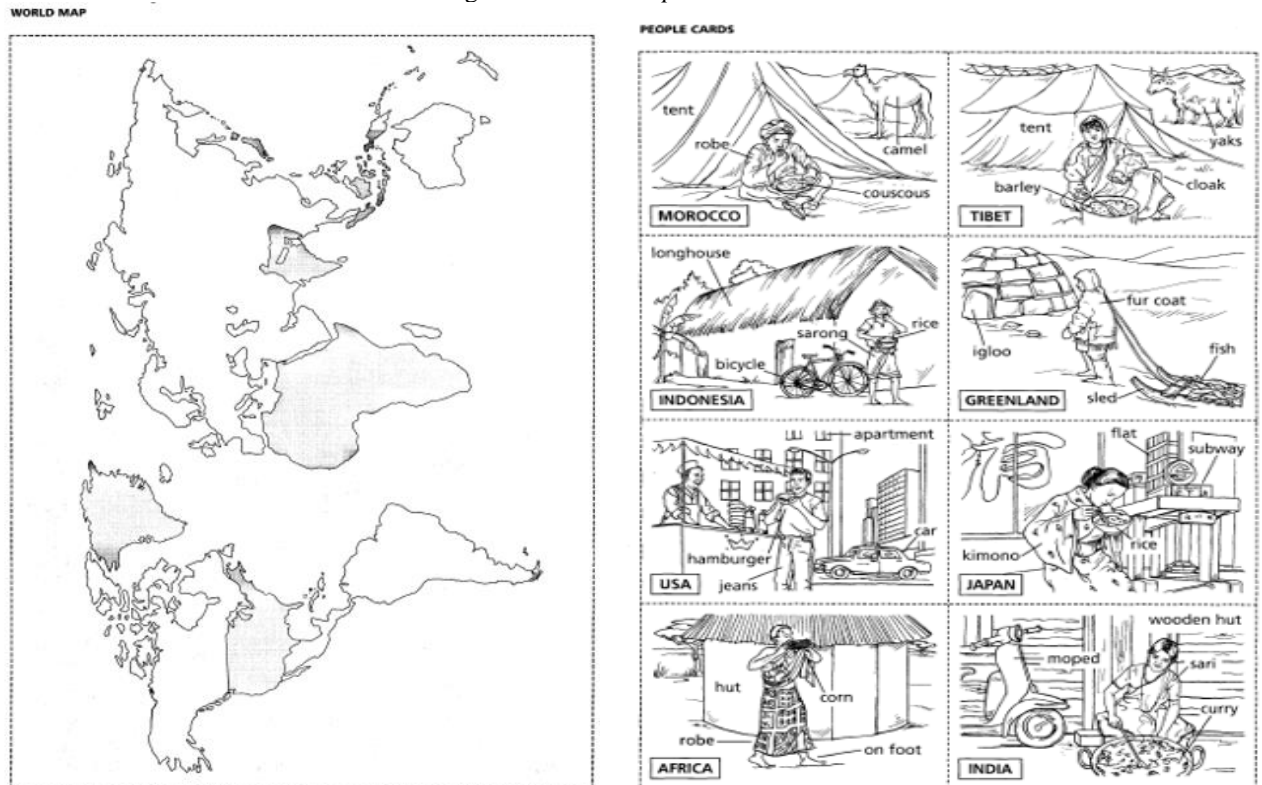 WORLD MAP
PEOPLE CARDS
tent
robe
camel
couscous
MOROCCO
tent
yaks
barley
cloak
TIBET
longhouse
sarong
rice
bicycle
INDONESIA
fur coat
igloo
fish
sled
GREENLAND
apartment
car
hamburger
jeans
USA
flat
subway
kimono
rice
JAPAN
hut
corn
robe
on foot
AFRICA
wooden hut
moped
sari
curry
INDIA